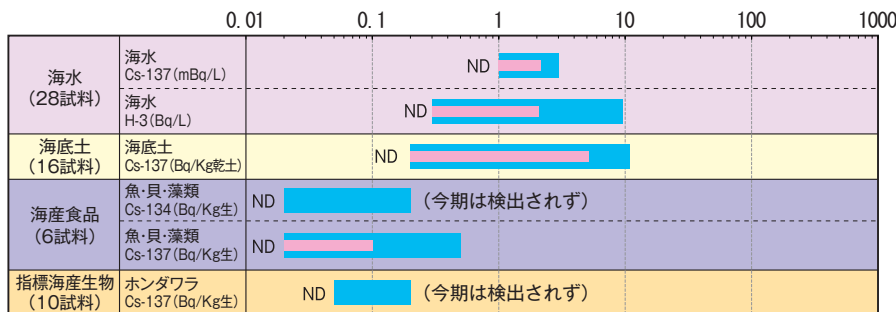 0.01 0.1 1 10 100 1000
海水
(28試料)
海水
Cs-137(mBq/L)
ND
海水
H-3(Bq/L)
ND
海底土
(16試料)
海底土
Cs-137(Bq/Kg乾土)
ND
海産食品
(6試料)
魚・貝・藻類
Cs-134(Bq/Kg生)
ND
(今期は検出されず)
魚・貝・藻類
Cs-137(Bq/Kg生)
ND
指標海産生物
(10試料)
ホンダワラ
Cs-137(Bq/Kg生)
ND
(今期は検出されず)